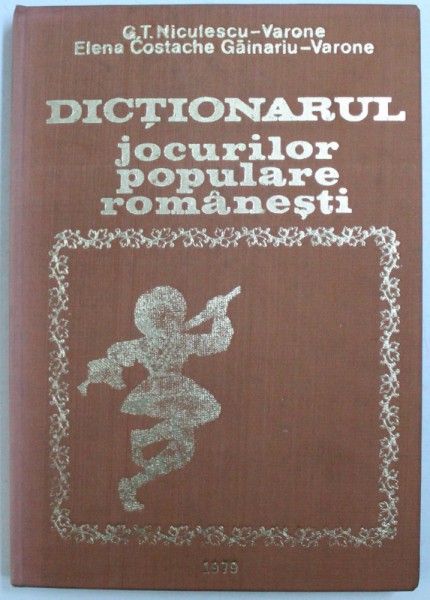 G.T. Niculescu-Varone
Elena Costache Găinariu-Varone
DICȚIONARUL
jocurilor
populare
românești
1979